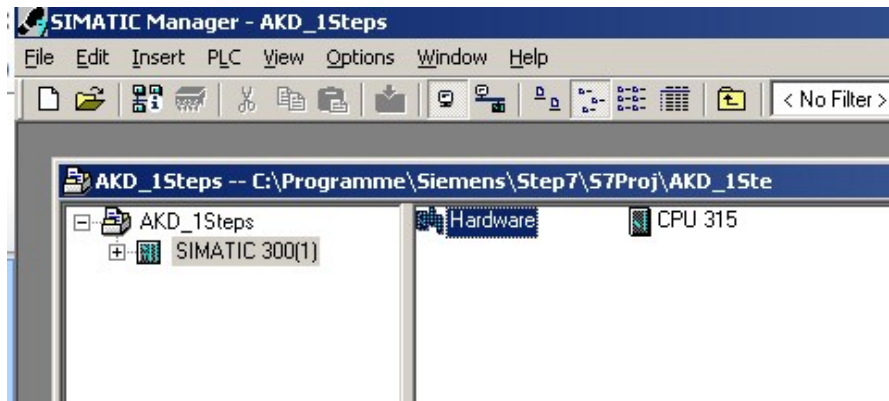 SIMATIC Manager - AKD_1Steps
File Edit Insert PLC View Options Window Help
< No Filter >
AKD_1Steps -- C:\Programme\Siemens\Step7\S7Proj\AKD_1Ste
AKD_1Steps
SIMATIC 300(1)
Hardware
CPU 315